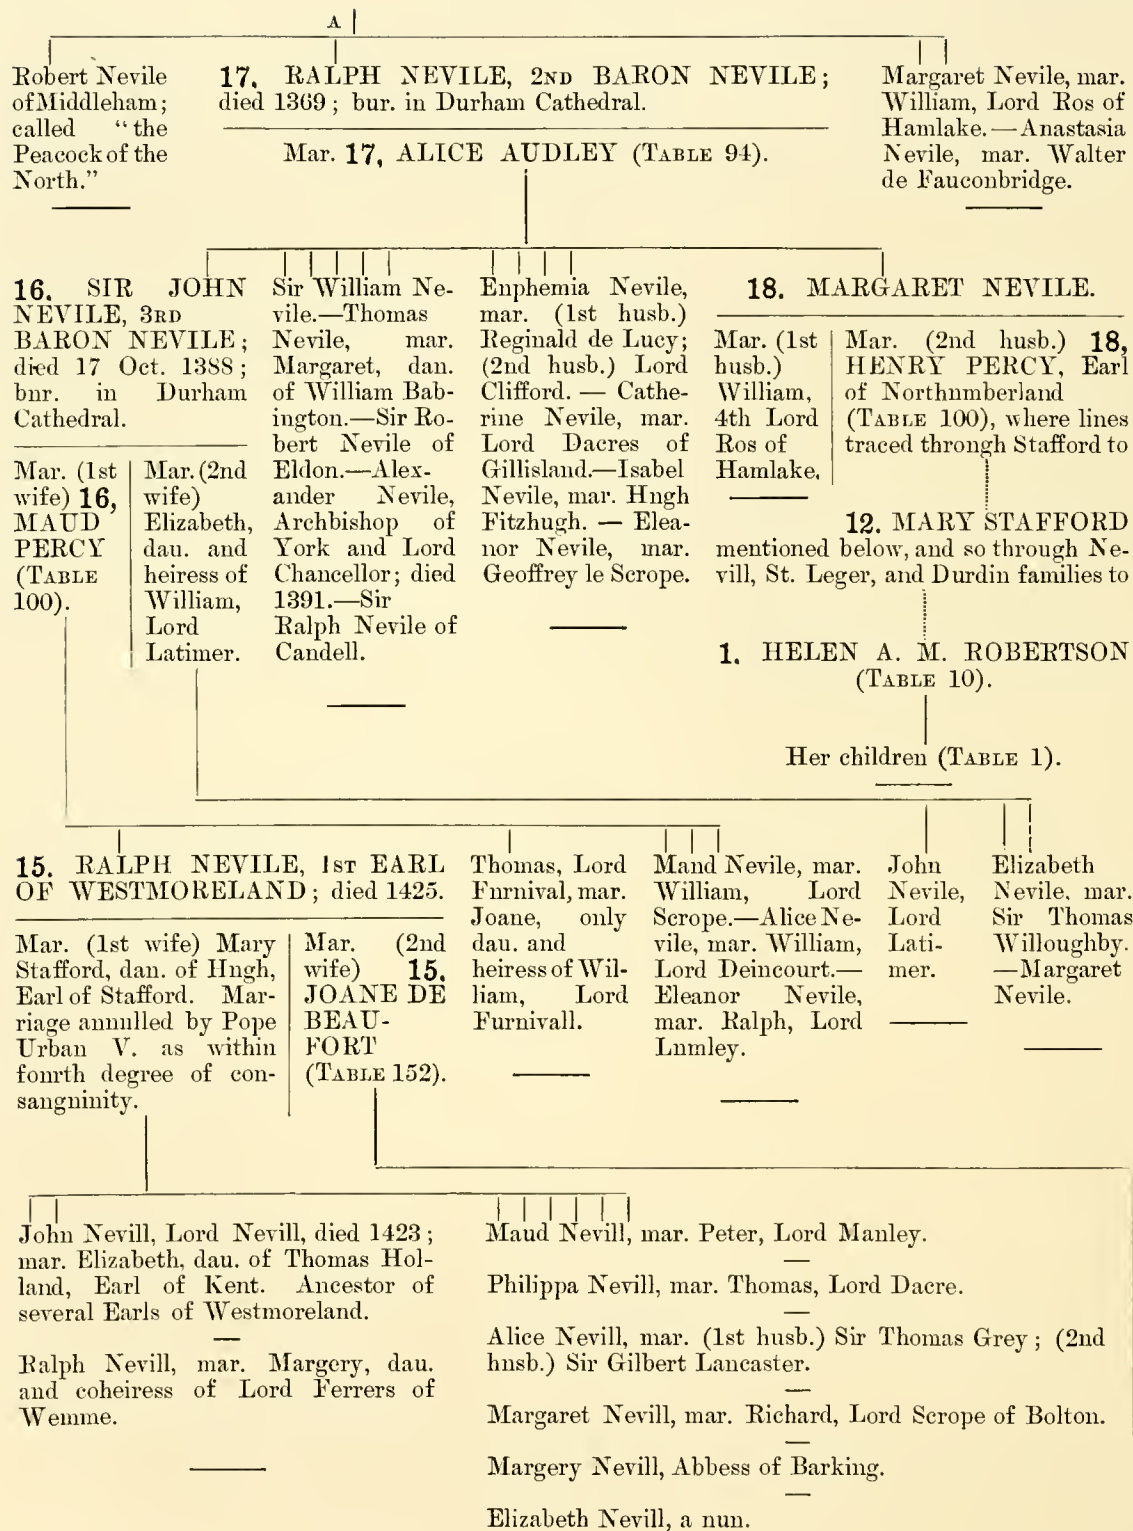 A
Robert Nevile
of Middleham;
called "the
Peacock of the
North."
17. RALPH NEVILE, 2ND BARON NEVILE;
died 1369; bur. in Durham Cathedral.
Mar. 17, ALICE AUDLEY (TABLE 94).
Margaret Nevile, mar.
William, Lord Ros of
Hamlake.—Anastasia
Nevile, mar. Walter
de Fauconbridge.
16. SIR JOHN
NEVILE, 3RD
BARON NEVILE;
died 17 Oct. 1388;
bur. in Durham
Cathedral.
Mar. (1st
wife) 16,
MAUD
PERCY
(TABLE
100).
Mar. (2nd
wife)
Elizabeth,
dau. and
heiress of
William,
Lord
Latimer.
Sir William Ne-
vile.—Thomas
Nevile, mar.
Margaret, dau.
of William Bab-
ington.—Sir Ro-
bert Nevile of
Eldon.—Alex-
ander Nevile,
Archbishop of
York and Lord
Chancellor; died
1391.—Sir
Ralph Nevile of
Candell.
Euphemia Nevile,
mar. (1st husb.)
Reginald de Lucy;
(2nd husb.) Lord
Clifford. — Cathe-
rine Nevile, mar.
Lord Dacres of
Gillisland.—Isabel
Nevile, mar. Hugh
Fitzhugh. — Elea-
nor Nevile, mar.
Geoffrey le Scrope.
18. MARGARET NEVILE.
Mar. (1st
husb.)
William,
4th Lord
Ros of
Hamlake.
Mar. (2nd husb.) 18,
HENRY PERCY, Earl
of Northumberland
(TABLE 100), where lines
traced through Stafford to
12. MARY STAFFORD
mentioned below, and so through Ne-
vill, St. Leger, and Durdin families to
1. HELEN A. M. ROBERTSON
(TABLE 10).
Her children (TABLE 1).
15. RALPH NEVILE, 1ST EARL
OF WESTMORELAND; died 1425.
Mar. (1st wife) Mary
Stafford, dau. of Hugh,
Earl of Stafford. Mar-
riage annulled by Pope
Urban V. as within
fourth degree of con-
sanguinity.
Mar. (2nd
wife) 15.
JOANE DE
BEAU-
FORT
(TABLE 152).
Thomas, Lord
Furnival, mar.
Joane, only
dau. and
heiress of Wil-
liam, Lord
Furnivall.
Maud Nevile, mar.
William, Lord
Scrope.—Alice Ne-
vile, mar. William,
Lord Deincourt.—
Eleanor Nevile,
mar. Ralph, Lord
Lumley.
John
Nevile,
Lord
Lati-
mer.
Elizabeth
Nevile, mar.
Sir Thomas
Willoughby.
—Margaret
Nevile.
John Nevill, Lord Nevill, died 1423;
mar. Elizabeth, dau. of Thomas Hol-
land, Earl of Kent. Ancestor of
several Earls of Westmoreland.
—
Ralph Nevill, mar. Margery, dau.
and coheiress of Lord Ferrers of
Wemme.
Maud Nevill, mar. Peter, Lord Manley.
—
Philippa Nevill, mar. Thomas, Lord Dacre.
—
Alice Nevill, mar. (1st husb.) Sir Thomas Grey; (2nd
husb.) Sir Gilbert Lancaster.
—
Margaret Nevill, mar. Richard, Lord Scrope of Bolton.
—
Margery Nevill, Abbess of Barking.
—
Elizabeth Nevill, a nun.